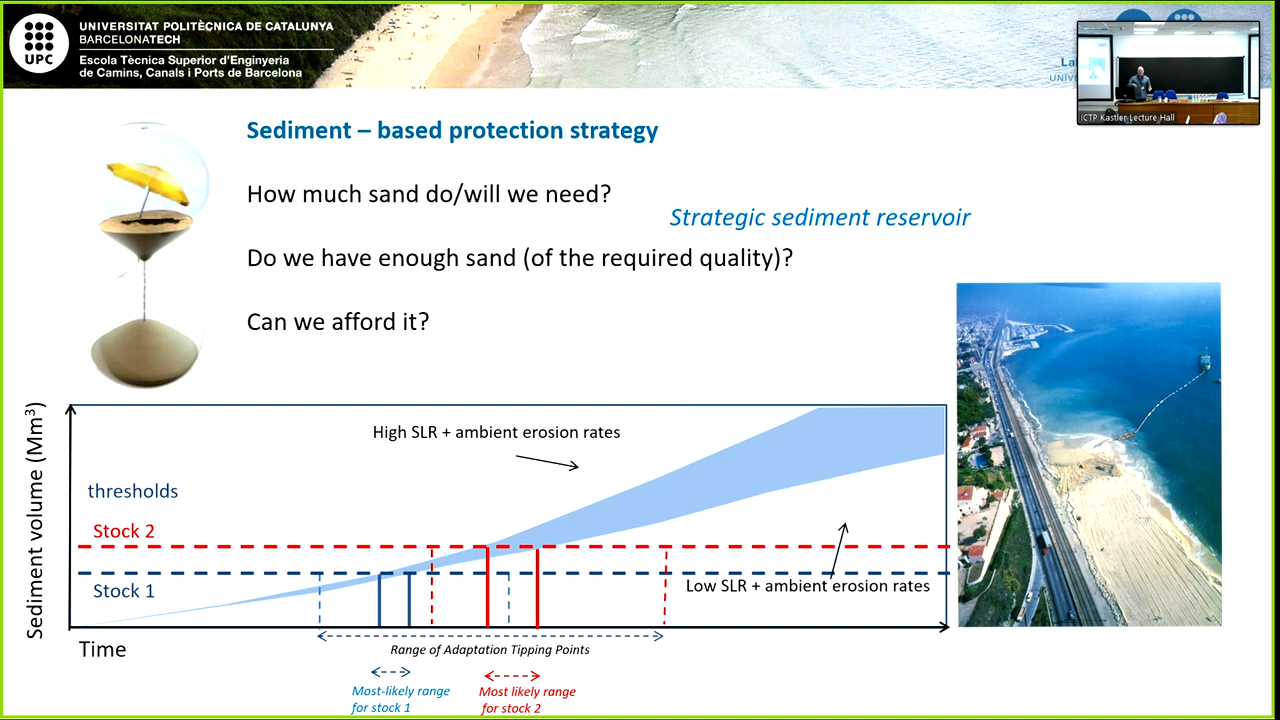 UNIVERSITAT POLITÈCNICA DE CATALUNYA
BARCELONATECH
Escola Tècnica Superior d'Enginyeria
de Camins, Canals i Ports de Barcelona
UPC
ICTP Kastler Lecture Hall
Sediment – based protection strategy
How much sand do/will we need?
Strategic sediment reservoir
Do we have enough sand (of the required quality)?
Can we afford it?
Sediment volume (Mm³)
High SLR + ambient erosion rates
thresholds
Stock 2
Stock 1
Low SLR + ambient erosion rates
Time
Range of Adaptation Tipping Points
Most-likely range
for stock 1
Most likely range
for stock 2